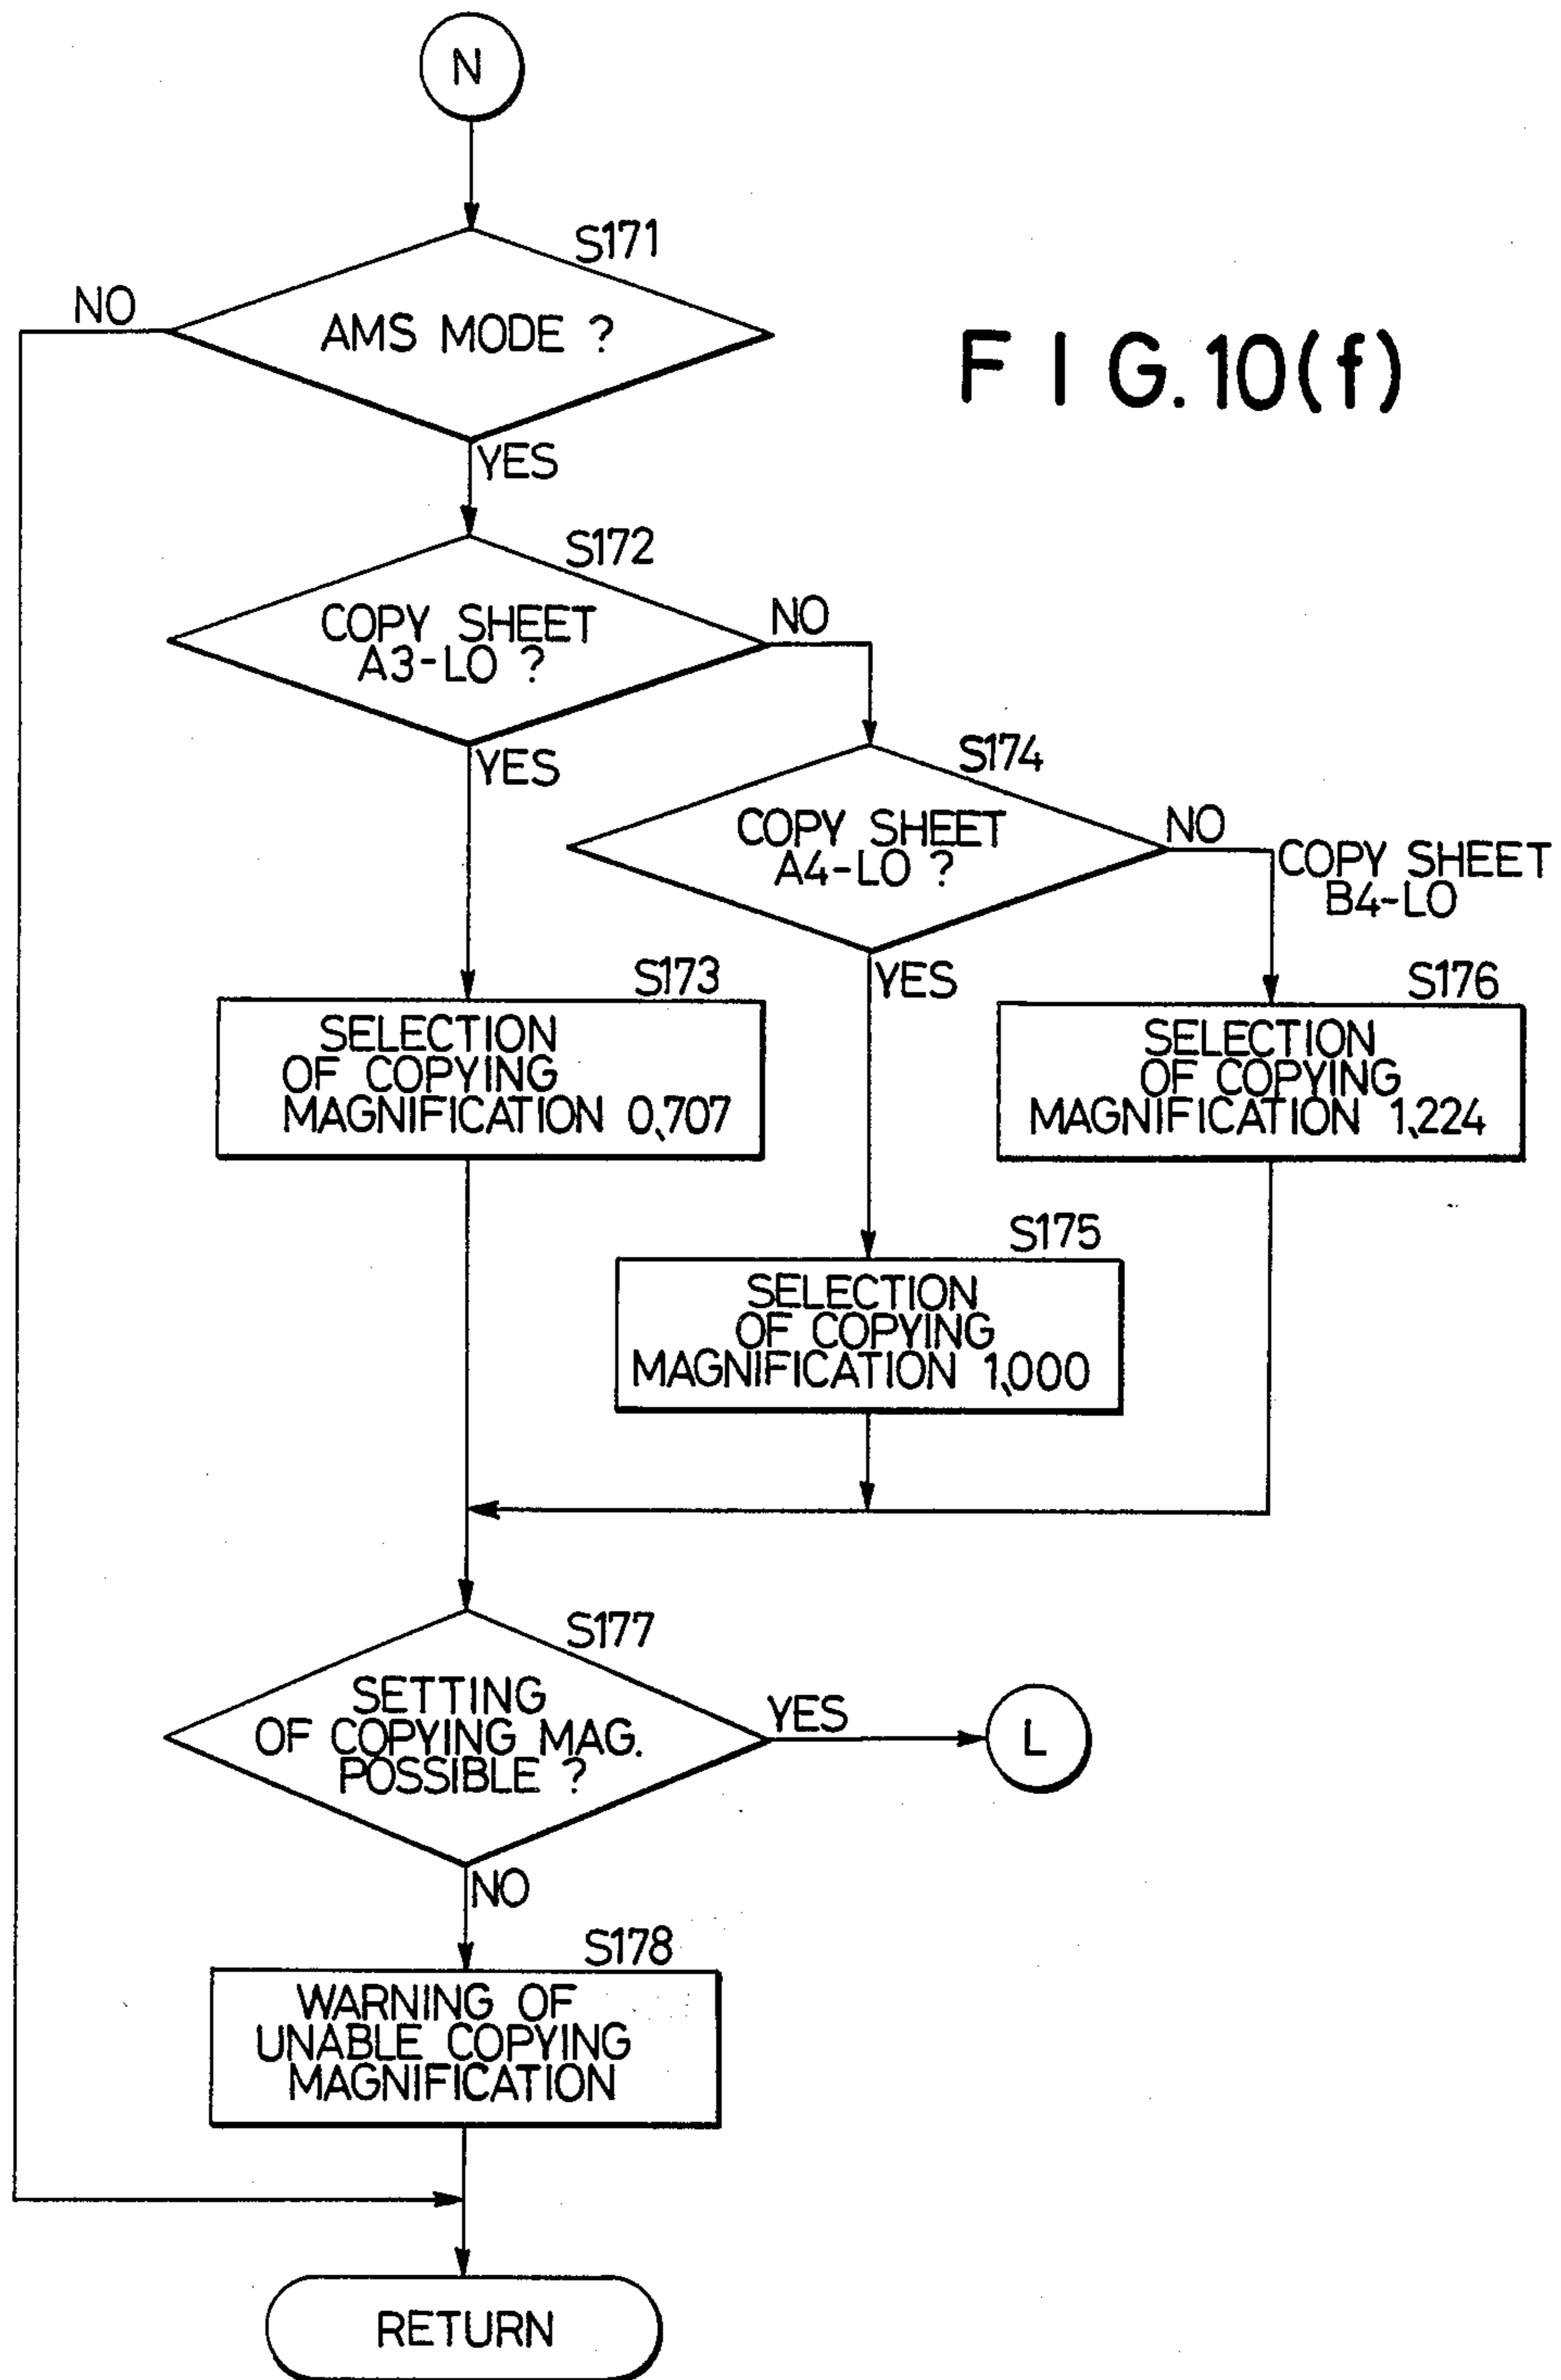 N
S171
NO
AMS MODE ?
F I G.10(f)
YES
S172
COPY SHEET
A3-LO ?
NO
YES
S174
COPY SHEET
A4-LO ?
NO
COPY SHEET
B4-LO
YES
S173
SELECTION
OF COPYING
MAGNIFICATION 0,707
S176
SELECTION
OF COPYING
MAGNIFICATION 1,224
S175
SELECTION
OF COPYING
MAGNIFICATION 1,000
S177
SETTING
OF COPYING MAG.
POSSIBLE ?
YES
L
NO
S178
WARNING OF
UNABLE COPYING
MAGNIFICATION
RETURN